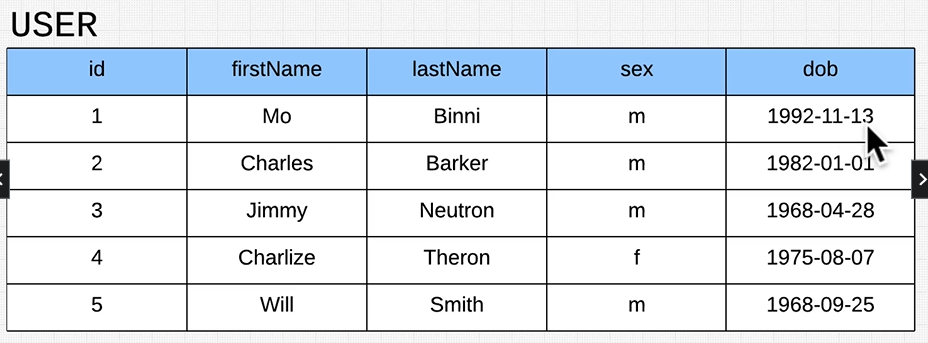 USER
id firstName lastName sex dob
1 Mo Binni m 1992-11-13
2 Charles Barker m 1982-01-01
3 Jimmy Neutron m 1968-04-28
4 Charlize Theron f 1975-08-07
5 Will Smith m 1968-09-25